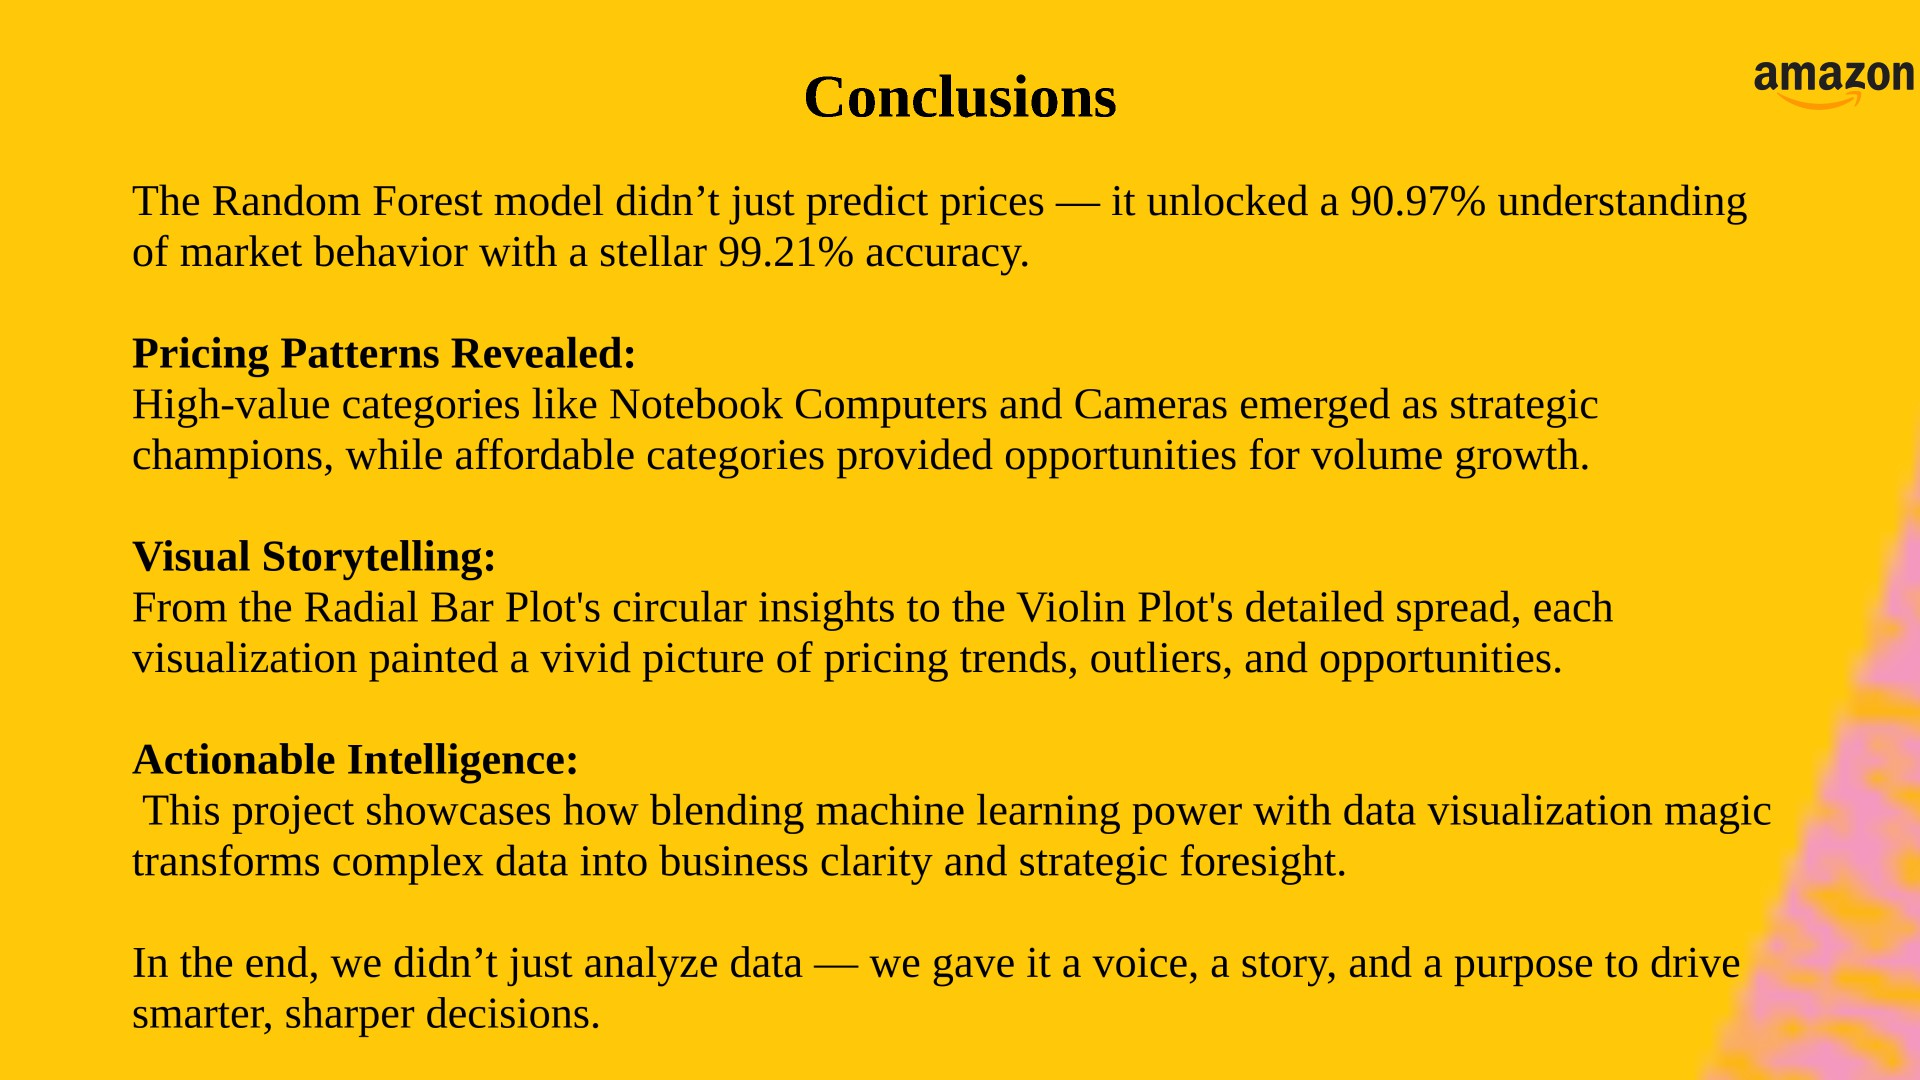 Conclusions
amazon
The Random Forest model didn’t just predict prices — it unlocked a 90.97% understanding
of market behavior with a stellar 99.21% accuracy.
Pricing Patterns Revealed:
High-value categories like Notebook Computers and Cameras emerged as strategic
champions, while affordable categories provided opportunities for volume growth.
Visual Storytelling:
From the Radial Bar Plot's circular insights to the Violin Plot's detailed spread, each
visualization painted a vivid picture of pricing trends, outliers, and opportunities.
Actionable Intelligence:
This project showcases how blending machine learning power with data visualization magic
transforms complex data into business clarity and strategic foresight.
In the end, we didn’t just analyze data — we gave it a voice, a story, and a purpose to drive
smarter, sharper decisions.